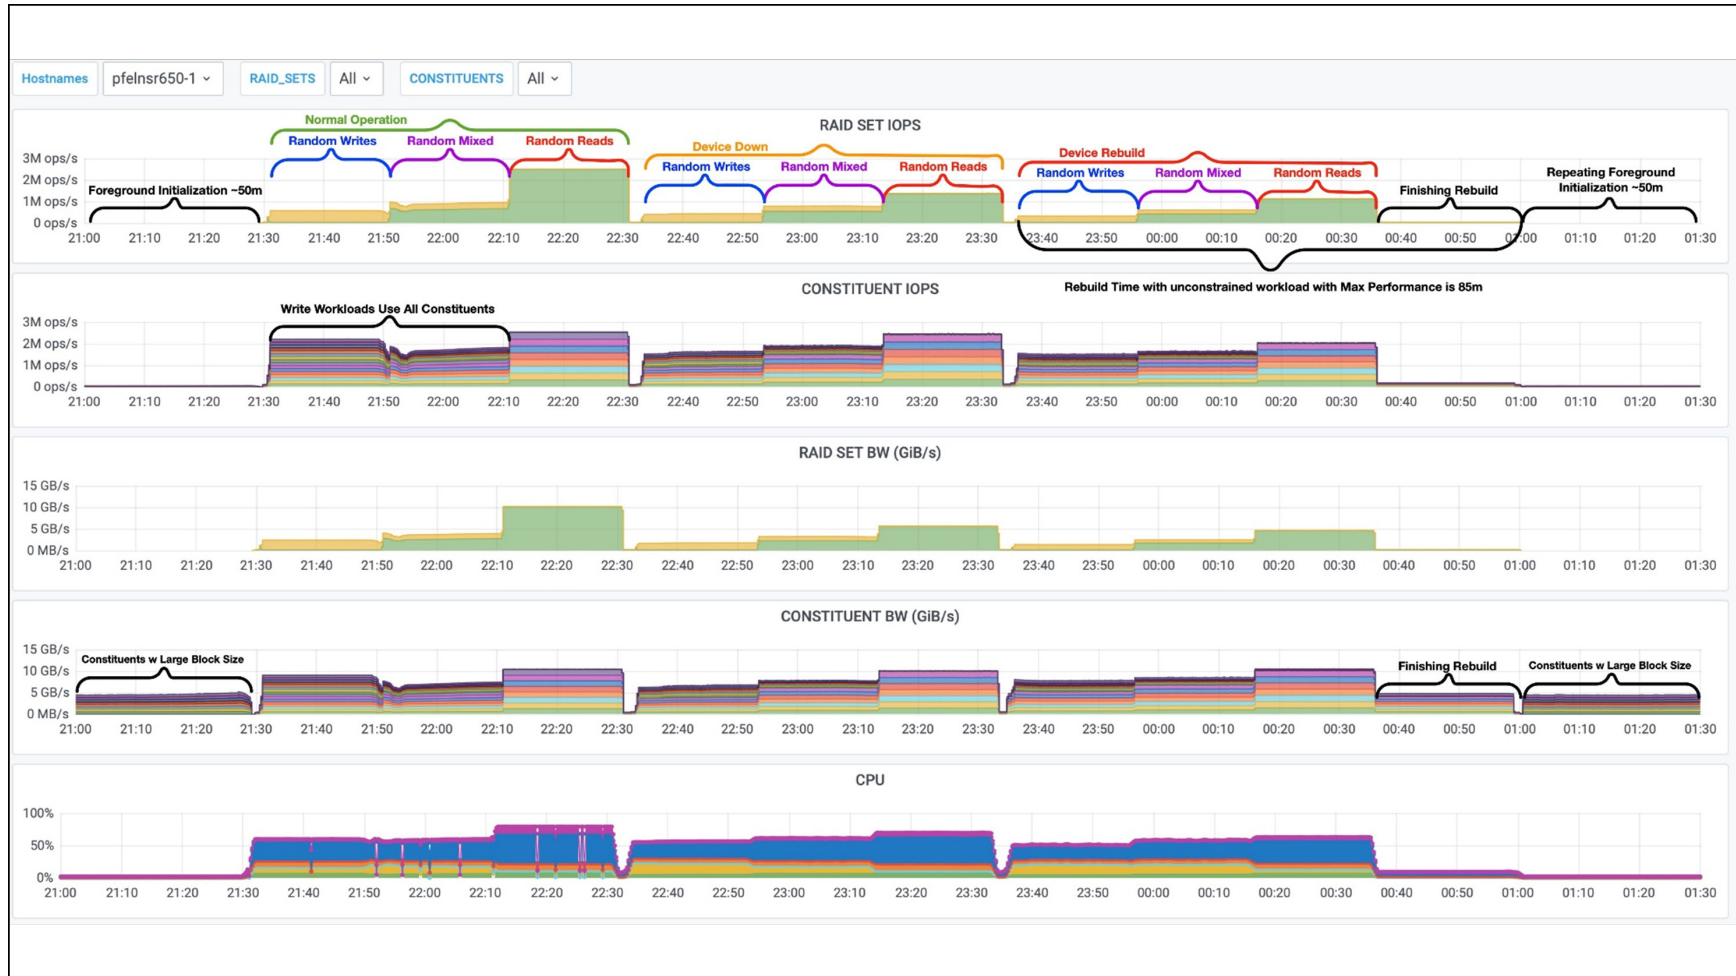 Hostnames pfelnsr650-1 RAID_SETS All CONSTITUENTS All
RAID SET IOPS
Normal Operation
Random Writes Random Mixed Random Reads
Device Down
Random Writes Random Mixed Random Reads
Device Rebuild
Random Writes Random Mixed Random Reads
Foreground Initialization ~50m
Finishing Rebuild
Repeating Foreground
Initialization ~50m
3M ops/s
2M ops/s
1M ops/s
0 ops/s
21:00 21:10 21:20 21:30 21:40 21:50 22:00 22:10 22:20 22:30 22:40 22:50 23:00 23:10 23:20 23:30 23:40 23:50 00:00 00:10 00:20 00:30 00:40 00:50 01:00 01:10 01:20 01:30
CONSTITUENT IOPS
Rebuild Time with unconstrained workload with Max Performance is 85m
Write Workloads Use All Constituents
3M ops/s
2M ops/s
1M ops/s
0 ops/s
21:00 21:10 21:20 21:30 21:40 21:50 22:00 22:10 22:20 22:30 22:40 22:50 23:00 23:10 23:20 23:30 23:40 23:50 00:00 00:10 00:20 00:30 00:40 00:50 01:00 01:10 01:20 01:30
RAID SET BW (GiB/s)
15 GB/s
10 GB/s
5 GB/s
0 MB/s
21:00 21:10 21:20 21:30 21:40 21:50 22:00 22:10 22:20 22:30 22:40 22:50 23:00 23:10 23:20 23:30 23:40 23:50 00:00 00:10 00:20 00:30 00:40 00:50 01:00 01:10 01:20 01:30
CONSTITUENT BW (GiB/s)
Constituents w Large Block Size
Finishing Rebuild
Constituents w Large Block Size
15 GB/s
10 GB/s
5 GB/s
0 MB/s
21:00 21:10 21:20 21:30 21:40 21:50 22:00 22:10 22:20 22:30 22:40 22:50 23:00 23:10 23:20 23:30 23:40 23:50 00:00 00:10 00:20 00:30 00:40 00:50 01:00 01:10 01:20 01:30
CPU
100%
50%
0%
21:00 21:10 21:20 21:30 21:40 21:50 22:00 22:10 22:20 22:30 22:40 22:50 23:00 23:10 23:20 23:30 23:40 23:50 00:00 00:10 00:20 00:30 00:40 00:50 01:00 01:10 01:20 01:30